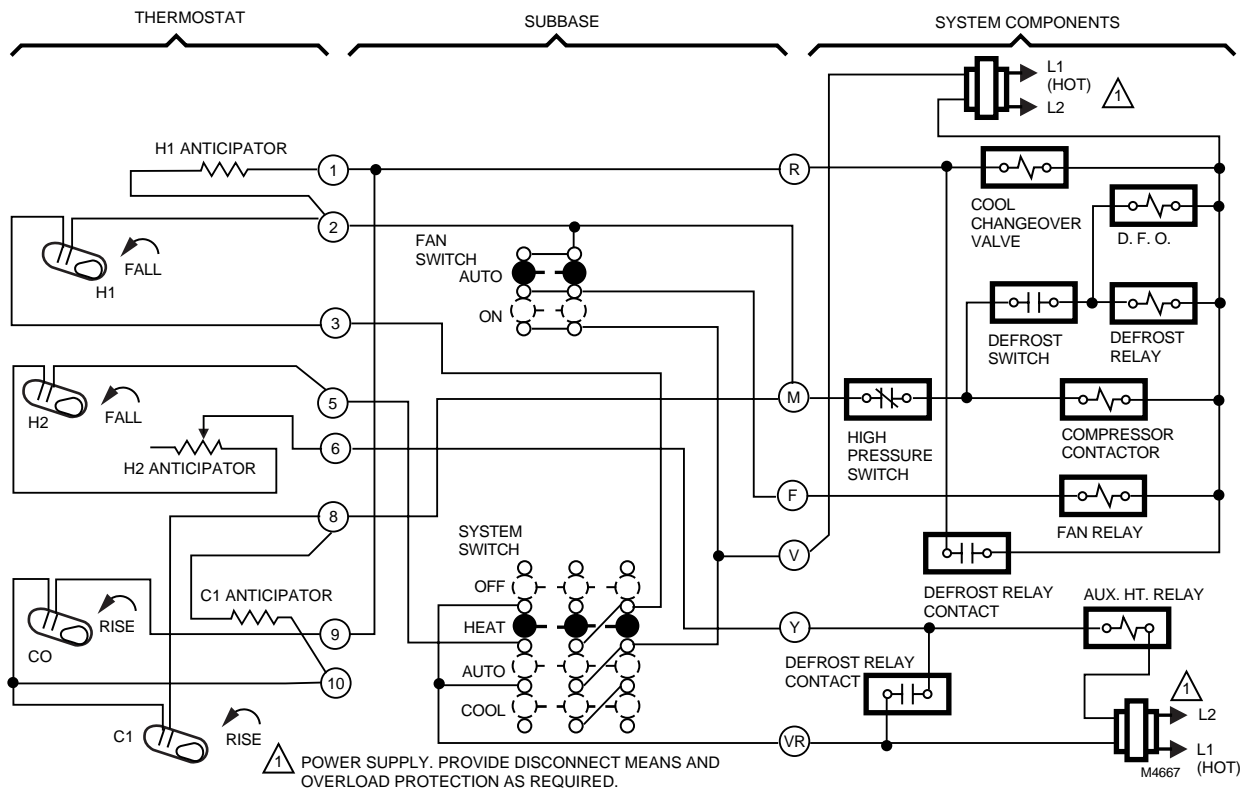 THERMOSTAT
SUBBASE
SYSTEM COMPONENTS
L1
(HOT)
1
L2
H1 ANTICIPATOR
1
R
COOL
CHANGEOVER
VALVE
D. F. O.
2
FAN
SWITCH
AUTO
ON
FALL
H1
3
DEFROST
SWITCH
DEFROST
RELAY
H2
FALL
5
M
HIGH
PRESSURE
SWITCH
COMPRESSOR
CONTACTOR
H2 ANTICIPATOR
6
8
F
FAN RELAY
SYSTEM
SWITCH
OFF
HEAT
AUTO
COOL
V
DEFROST RELAY
CONTACT
AUX. HT. RELAY
C1 ANTICIPATOR
CO
RISE
9
Y
10
DEFROST RELAY
CONTACT
1
L2
C1
RISE
VR
L1
(HOT)
M4667
1
POWER SUPPLY. PROVIDE DISCONNECT MEANS AND
OVERLOAD PROTECTION AS REQUIRED.